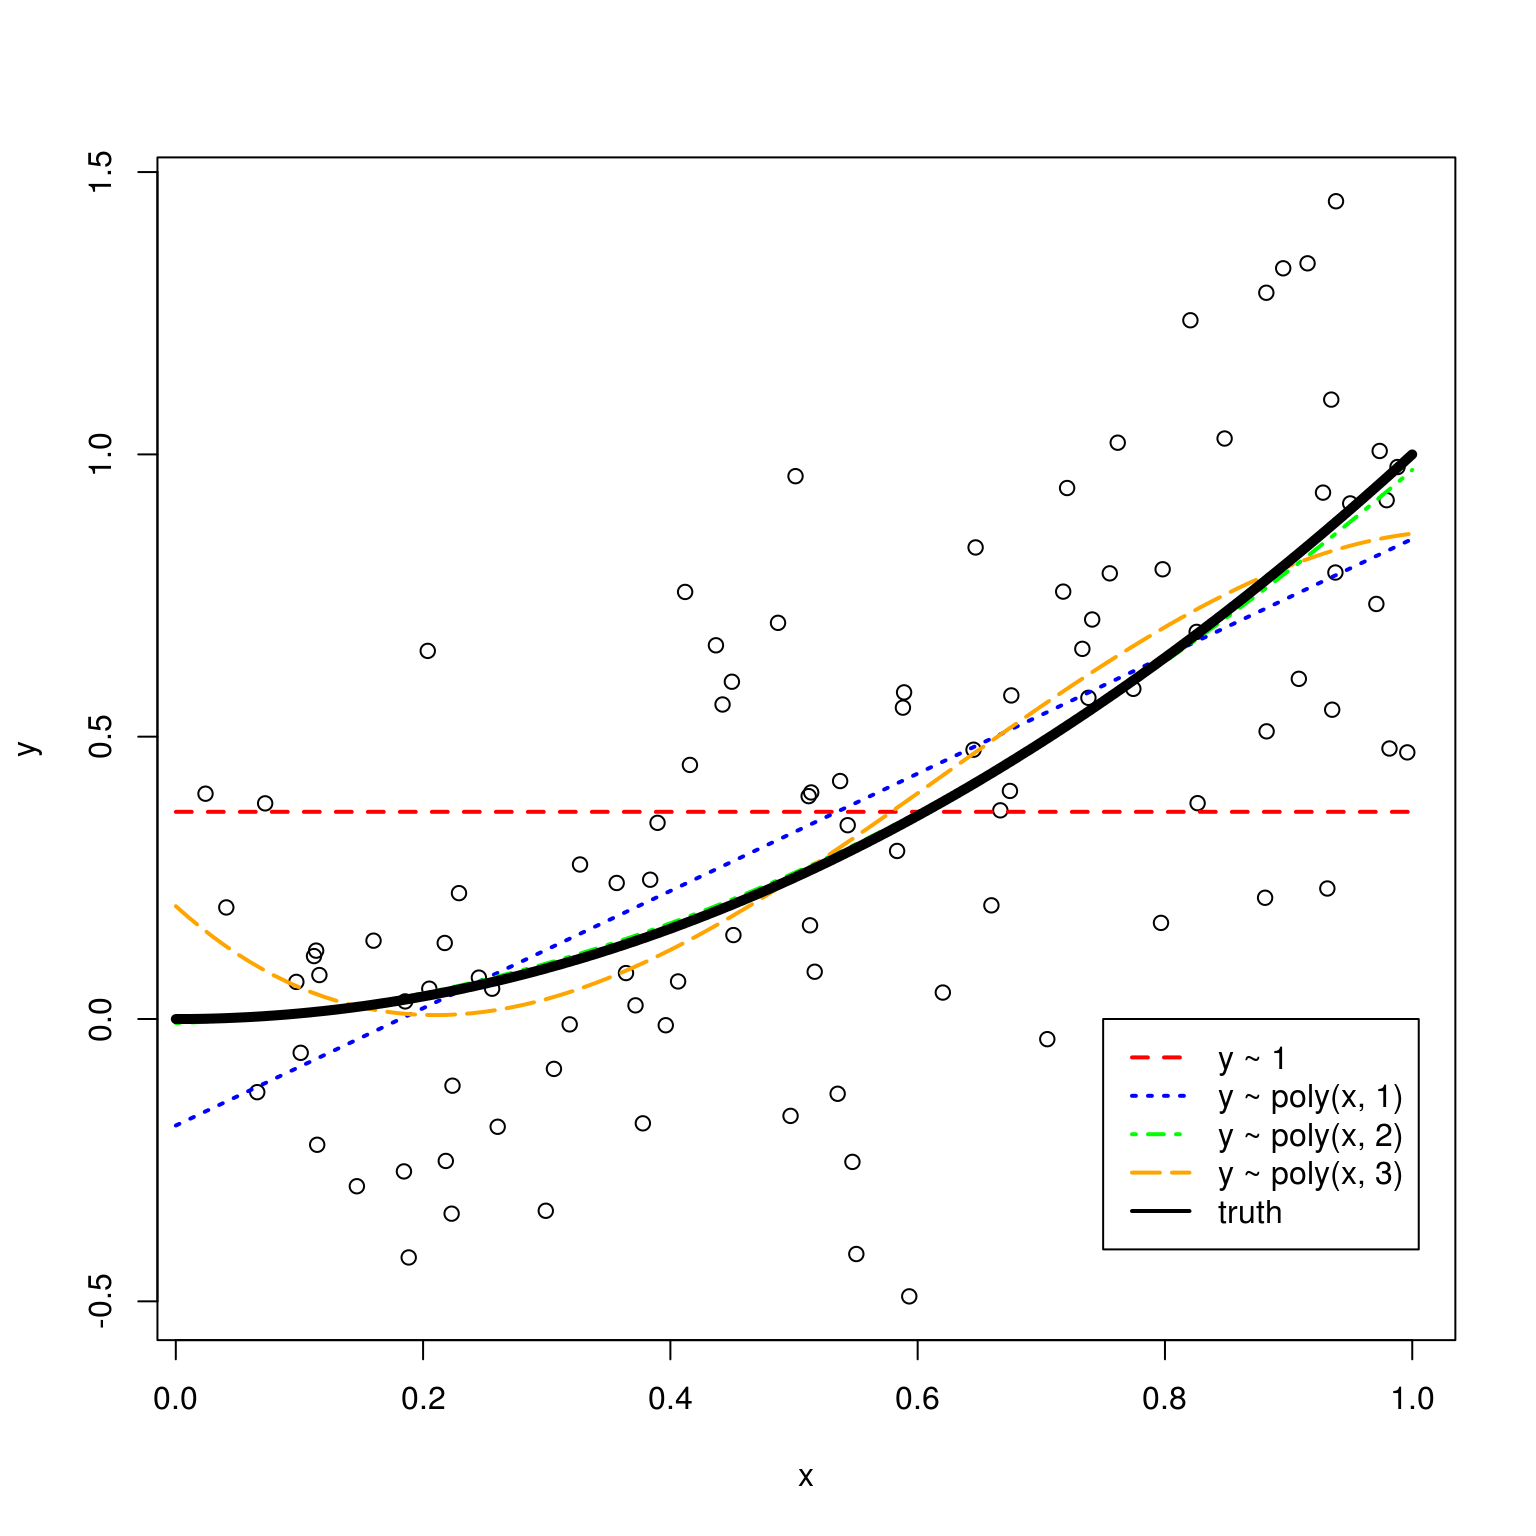 1.5
1.0
0.5
0.0
-0.5
y
0.0 0.2 0.4 0.6 0.8 1.0
x
y ~ 1
y ~ poly(x, 1)
y ~ poly(x, 2)
y ~ poly(x, 3)
truth